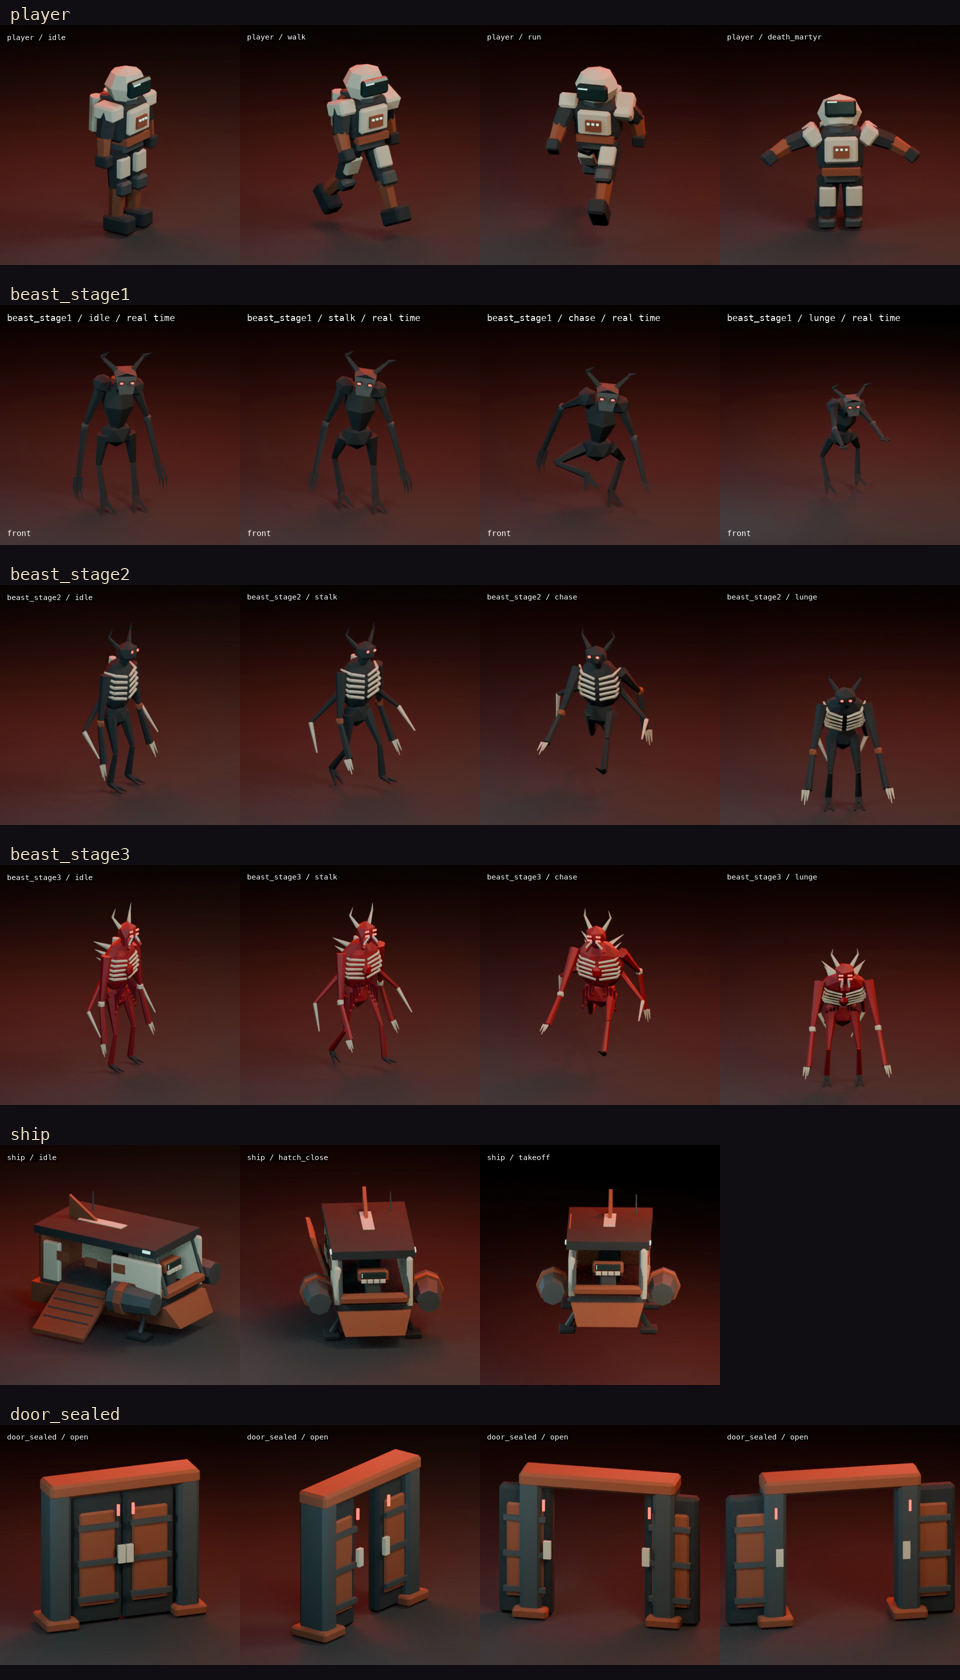 player
player / idle
player / walk
player / run
player / death_martyr
beast_stage1
beast_stage1 / idle / real time
beast_stage1 / stalk / real time
beast_stage1 / chase / real time
beast_stage1 / lunge / real time
front
front
front
front
beast_stage2
beast_stage2 / idle
beast_stage2 / stalk
beast_stage2 / chase
beast_stage2 / lunge
beast_stage3
beast_stage3 / idle
beast_stage3 / stalk
beast_stage3 / chase
beast_stage3 / lunge
ship
ship / idle
ship / hatch_close
ship / takeoff
door_sealed
door_sealed / open
door_sealed / open
door_sealed / open
door_sealed / open